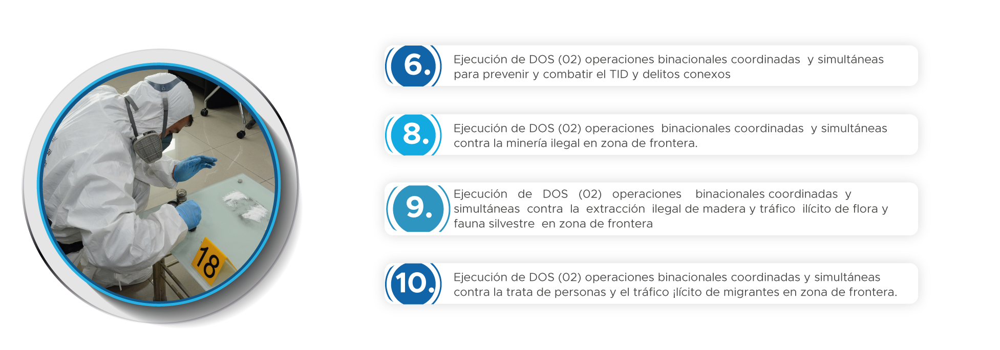 6.
Ejecución de DOS (02) operaciones binacionales coordinadas y simultáneas
para prevenir y combatir el TID y delitos conexos
8.
Ejecución de DOS (02) operaciones binacionales coordinadas y simultáneas
contra la minería ilegal en zona de frontera.
9.
Ejecución de DOS (02) operaciones binacionales coordinadas y
simultáneas contra la extracción ilegal de madera y tráfico ilícito de flora y
fauna silvestre en zona de frontera
10.
Ejecución de DOS (02) operaciones binacionales coordinadas y simultáneas
contra la trata de personas y el tráfico ¡lícito de migrantes en zona de frontera.
18